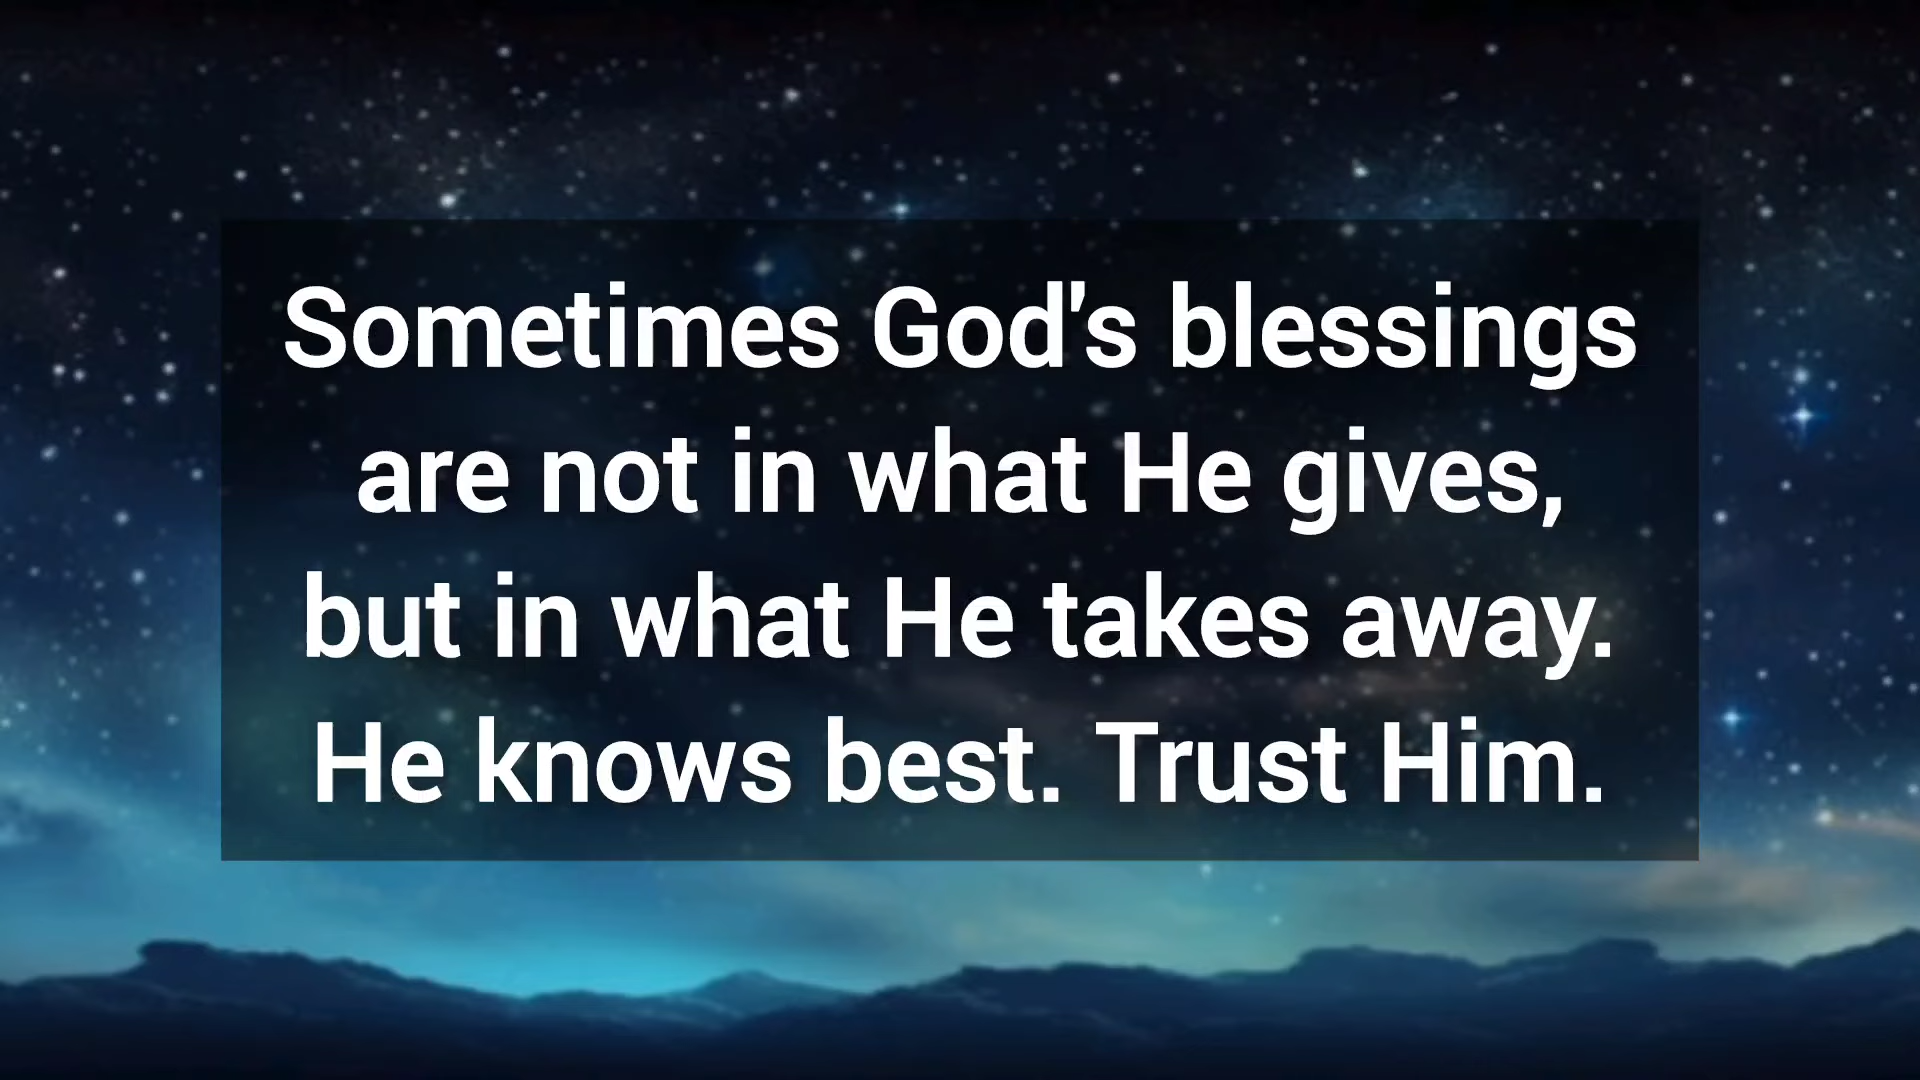 Sometimes God's blessings
are not in what He gives,
but in what He takes away.
He knows best. Trust Him.